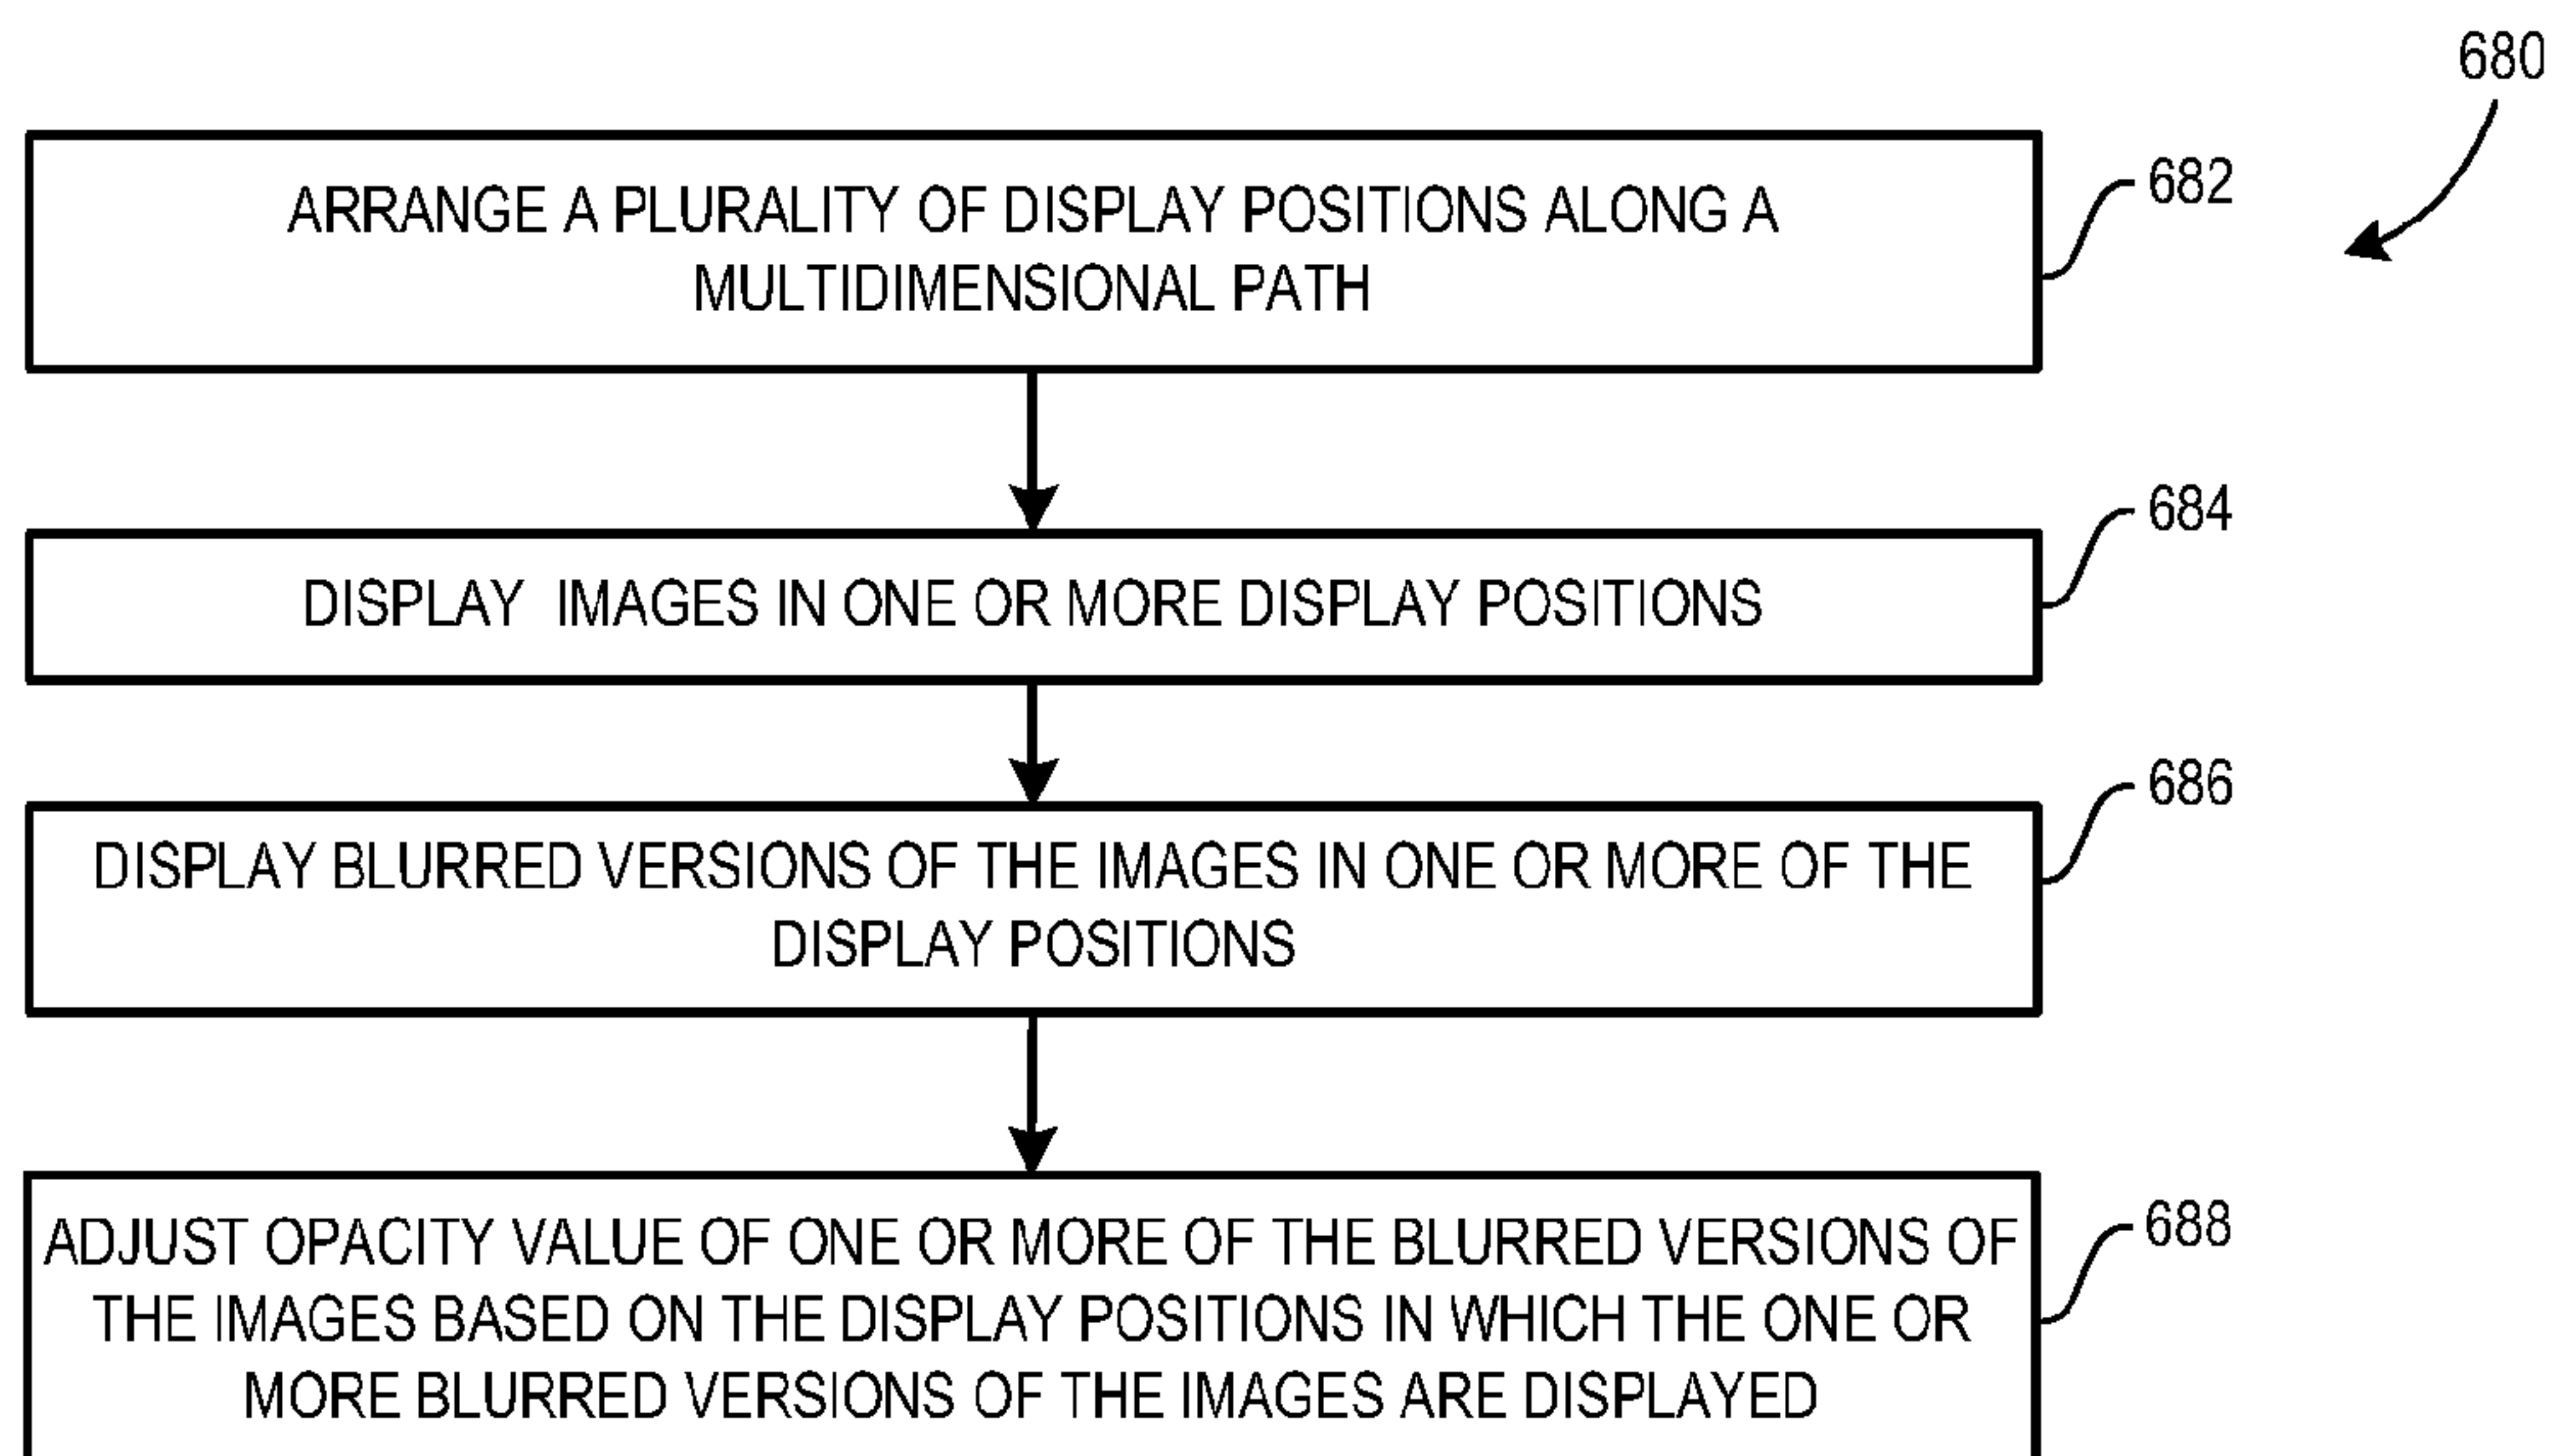 680
ARRANGE A PLURALITY OF DISPLAY POSITIONS ALONG A
MULTIDIMENSIONAL PATH
682
DISPLAY IMAGES IN ONE OR MORE DISPLAY POSITIONS
684
DISPLAY BLURRED VERSIONS OF THE IMAGES IN ONE OR MORE OF THE
DISPLAY POSITIONS
686
ADJUST OPACITY VALUE OF ONE OR MORE OF THE BLURRED VERSIONS OF
THE IMAGES BASED ON THE DISPLAY POSITIONS IN WHICH THE ONE OR
MORE BLURRED VERSIONS OF THE IMAGES ARE DISPLAYED
688